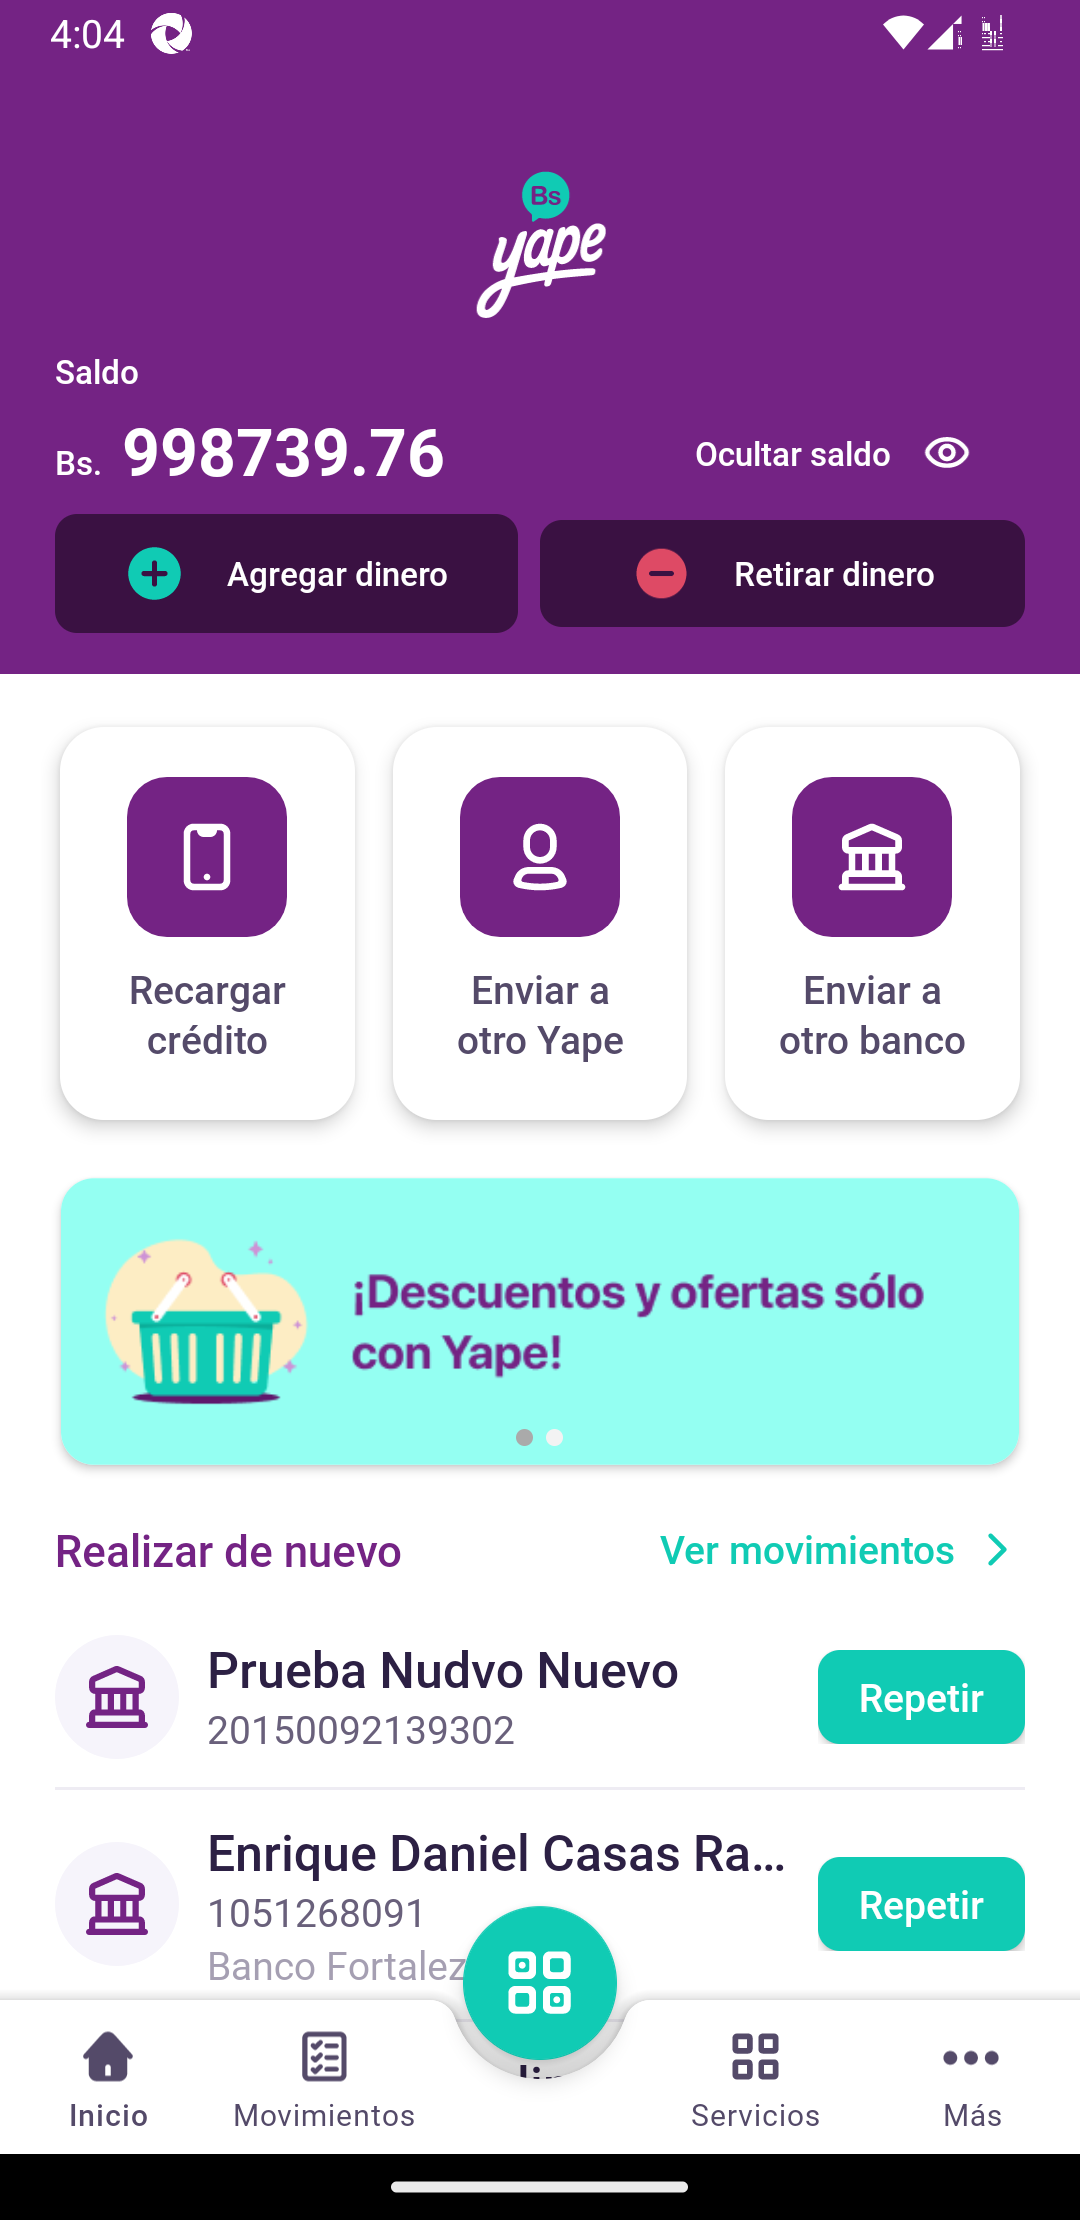 4:04
Bs
yape
Saldo
Bs. 998739.76
Ocultar saldo
Agregar dinero
Retirar dinero
Recargar
crédito
Enviar a
otro Yape
Enviar a
otro banco
¡Descuentos y ofertas sólo
con Yape!
Realizar de nuevo
Ver movimientos
Prueba Nudvo Nuevo
20150092139302
Repetir
Enrique Daniel Casas Ra...
1051268091
Banco Fortalez
Repetir
Inicio
Movimientos
Servicios
Más